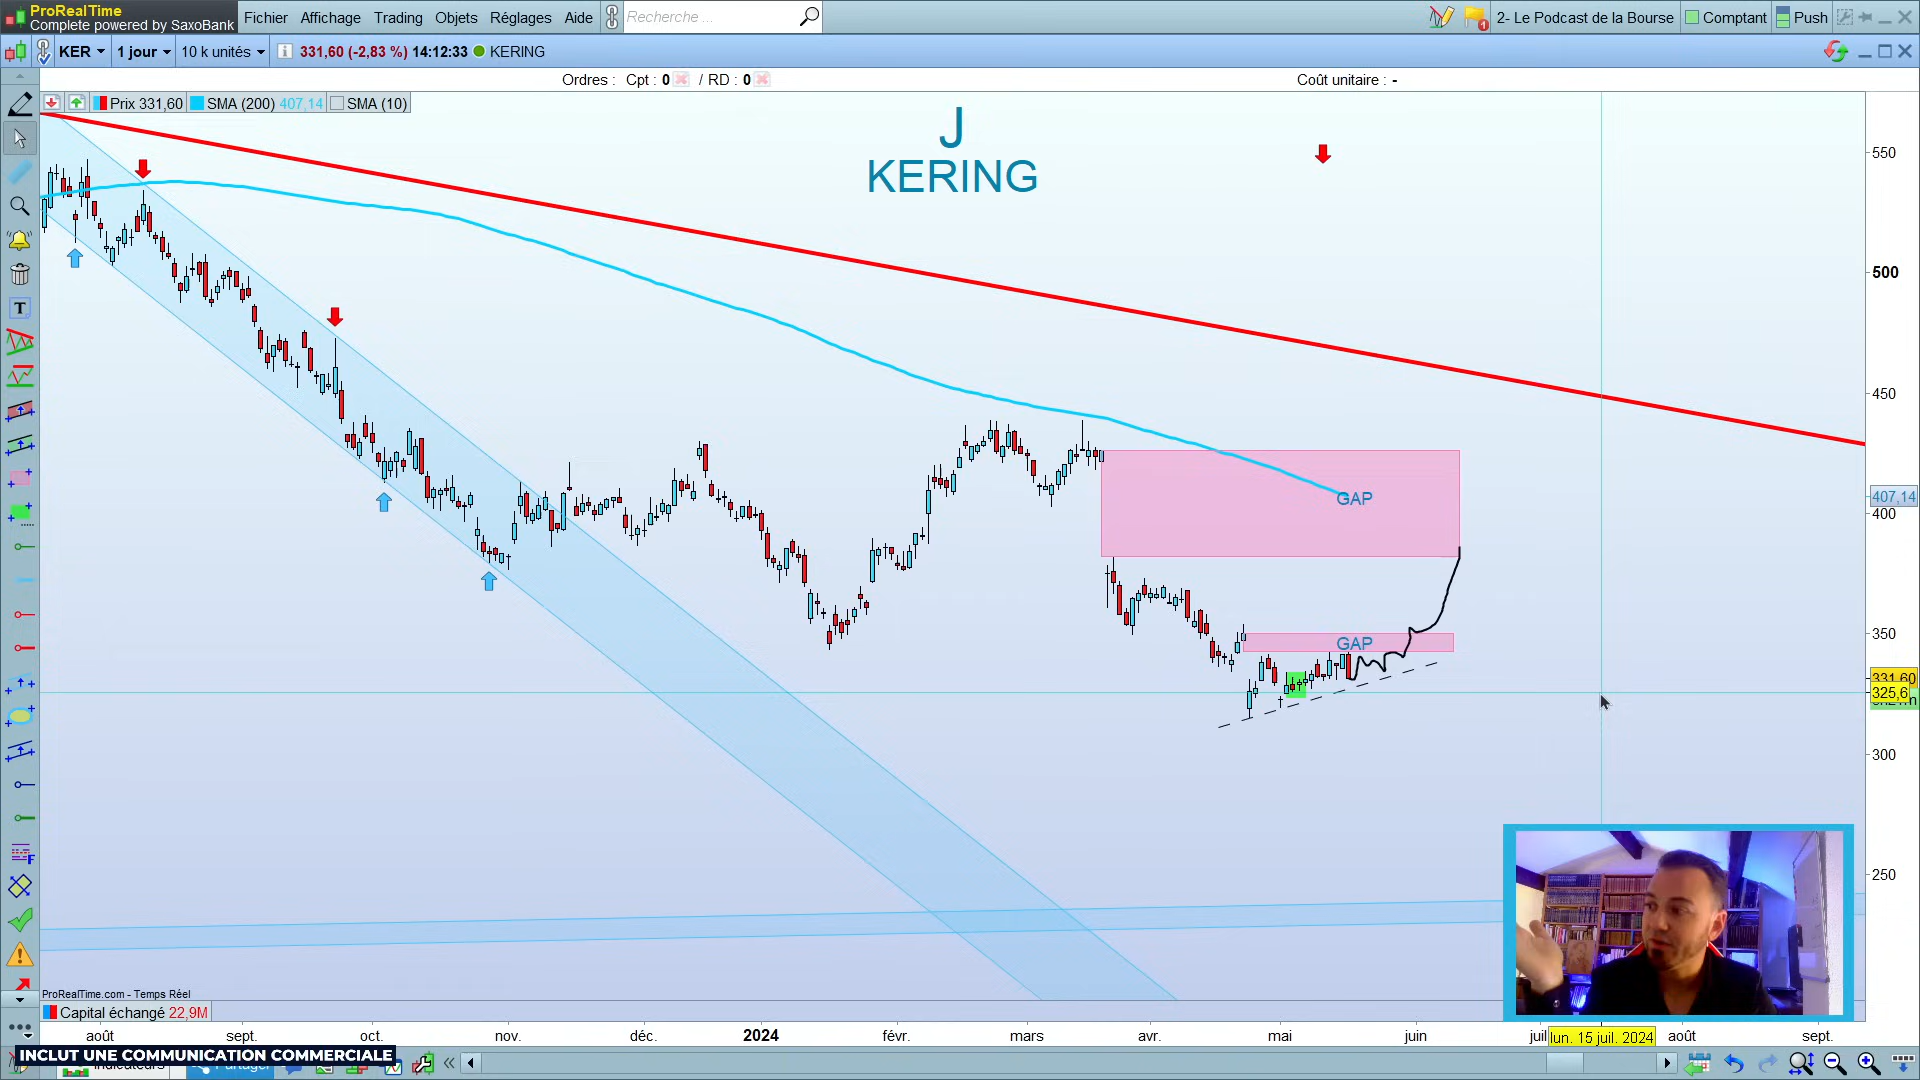 ProRealTime
Complete powered by SaxoBank
Fichier Affichage Trading Objets Réglages Aide
Recherche ...
2- Le Podcast de la Bourse Comptant Push
KER 1 jour 10 k unités 331,60 (-2,83 %) 14:12:33 KERING
Ordres : Cpt : 0 / RD : 0 Coût unitaire : -
Prix 331,60 SMA (200) 407,14 SMA (10)
J
KERING
550
500
450
407,14
400
350
331,60
325,6
300
250
GAP
GAP
T
F
ProRealTime.com - Temps Réel
Capital échangé 22,9M
août sept. oct. nov. déc. 2024 févr. mars avr. mai juin juil lun. 15 juil. 2024 août sept.
INCLUT UNE COMMUNICATION COMMERCIALE
Indicateurs Partager